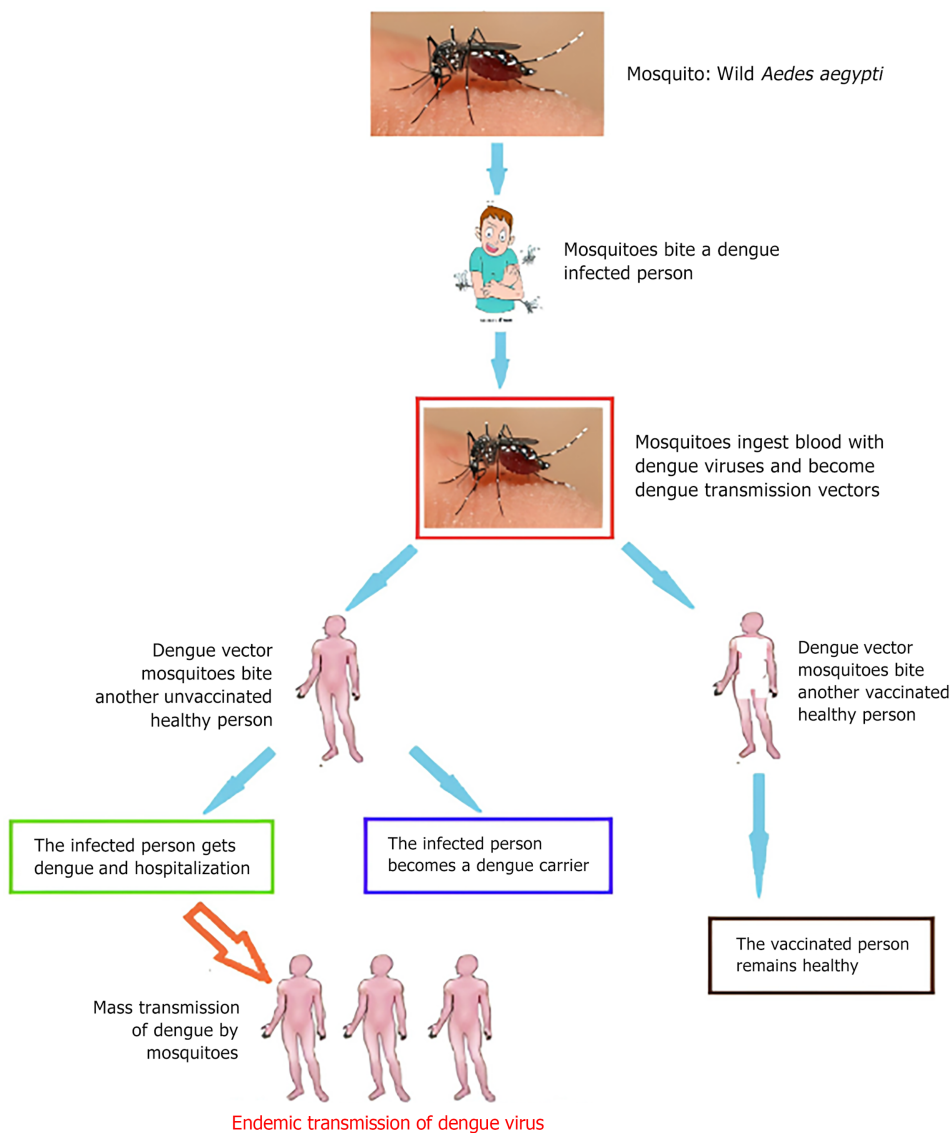 Mosquito: Wild Aedes aegypti
Mosquitoes bite a dengue
infected person
Mosquitoes ingest blood with
dengue viruses and become
dengue transmission vectors
Dengue vector
mosquitoes bite
another unvaccinated
healthy person
Dengue vector
mosquitoes bite
another vaccinated
healthy person
The infected person gets
dengue and hospitalization
The infected person
becomes a dengue carrier
The vaccinated person
remains healthy
Mass transmission
of dengue by
mosquitoes
Endemic transmission of dengue virus